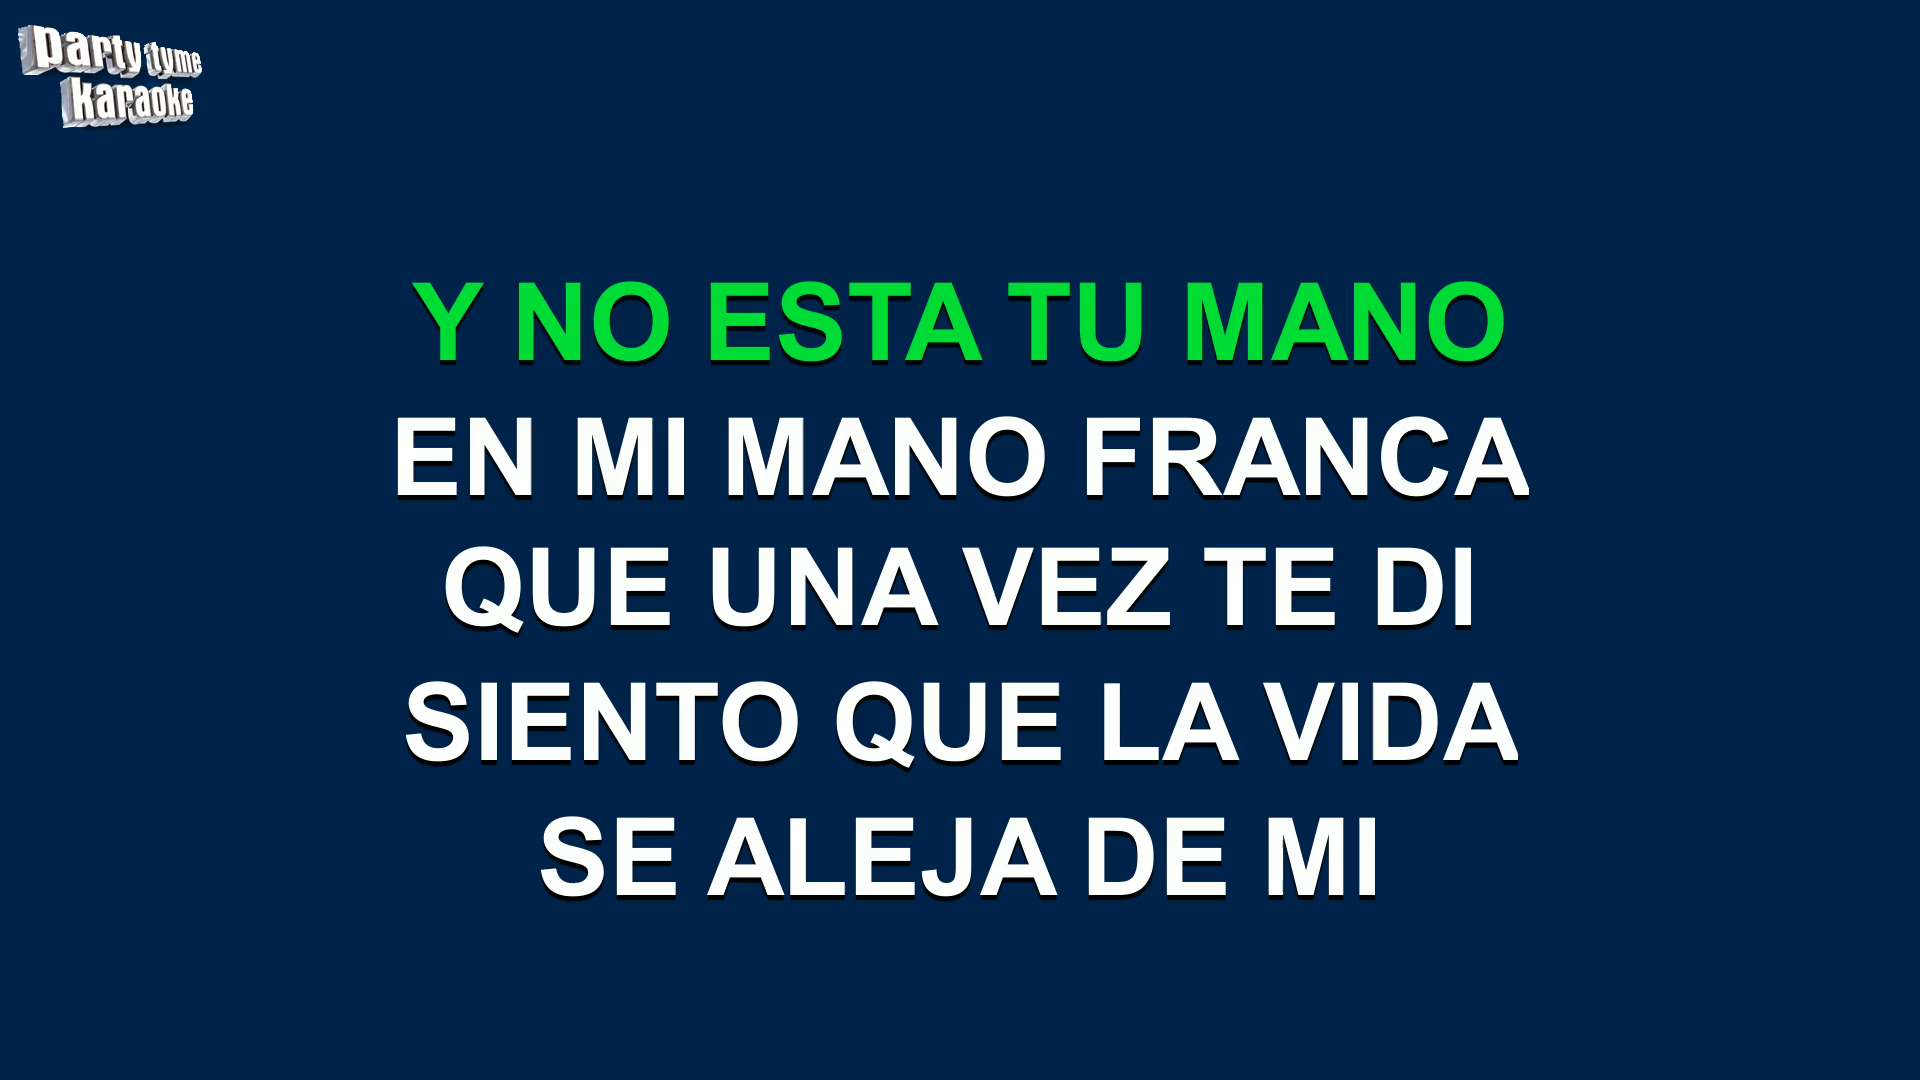 party tyme
karaoke
Y NO ESTA TU MANO
EN MI MANO FRANCA
QUE UNA VEZ TE DI
SIENTO QUE LA VIDA
SE ALEJA DE MI